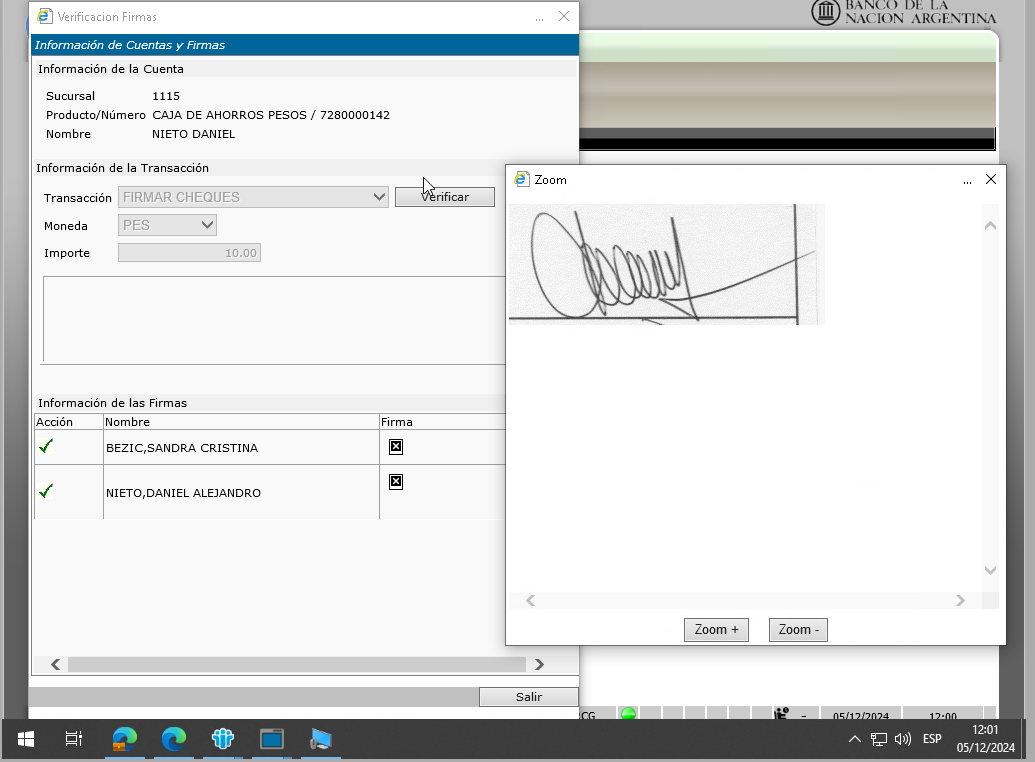 Verificacion Firmas
...
BANCO DE LA
NACION ARGENTINA
Información de Cuentas y Firmas
Información de la Cuenta
Sucursal 1115
Producto/Número CAJA DE AHORROS PESOS / 7280000142
Nombre NIETO DANIEL
Información de la Transacción
Transacción FIRMAR CHEQUES Verificar
Moneda PES
Importe 10.00
Información de las Firmas
Acción Nombre Firma
BEZIC,SANDRA CRISTINA
NIETO,DANIEL ALEJANDRO
Salir
Zoom
...
Zoom + Zoom -
CG - 05/12/2024 12:00
ESP 12:01
05/12/2024